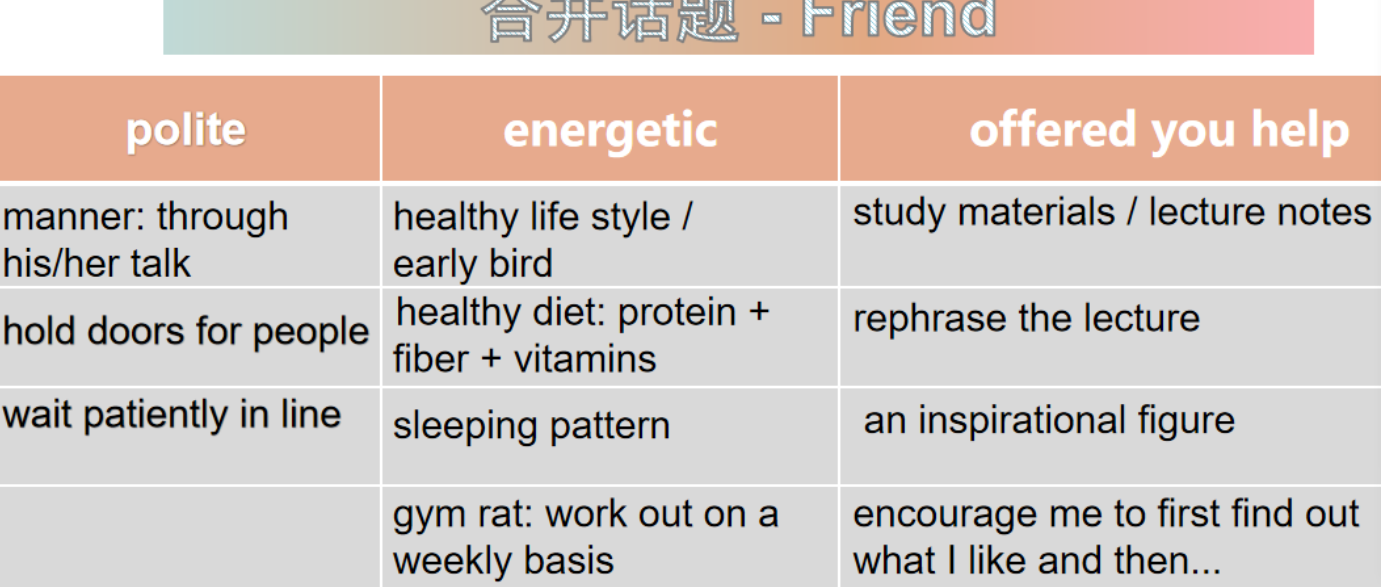 合并话题 - Friend
polite
energetic
offered you help
manner: through
his/her talk
healthy life style /
early bird
study materials / lecture notes
hold doors for people
healthy diet: protein +
fiber + vitamins
rephrase the lecture
wait patiently in line
sleeping pattern
an inspirational figure
gym rat: work out on a
weekly basis
encourage me to first find out
what I like and then...